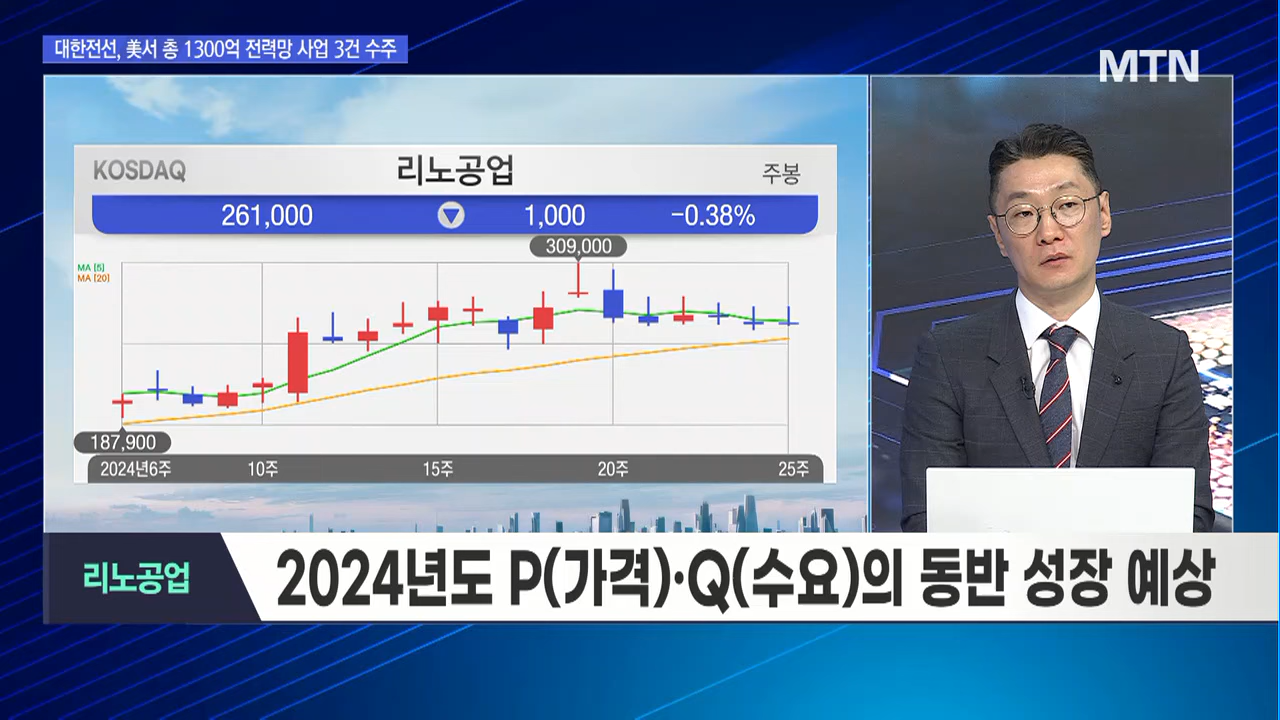 대한전선, 美서 총 1300억 전력망 사업 3건 수주
MTN
KOSDAQ 리노공업 주봉
261,000 1,000 -0.38%
309,000
MA (5)
MA (20)
187,900
2024년6주 10주 15주 20주 25주
리노공업
2024년도 P(가격)·Q(수요)의 동반 성장 예상